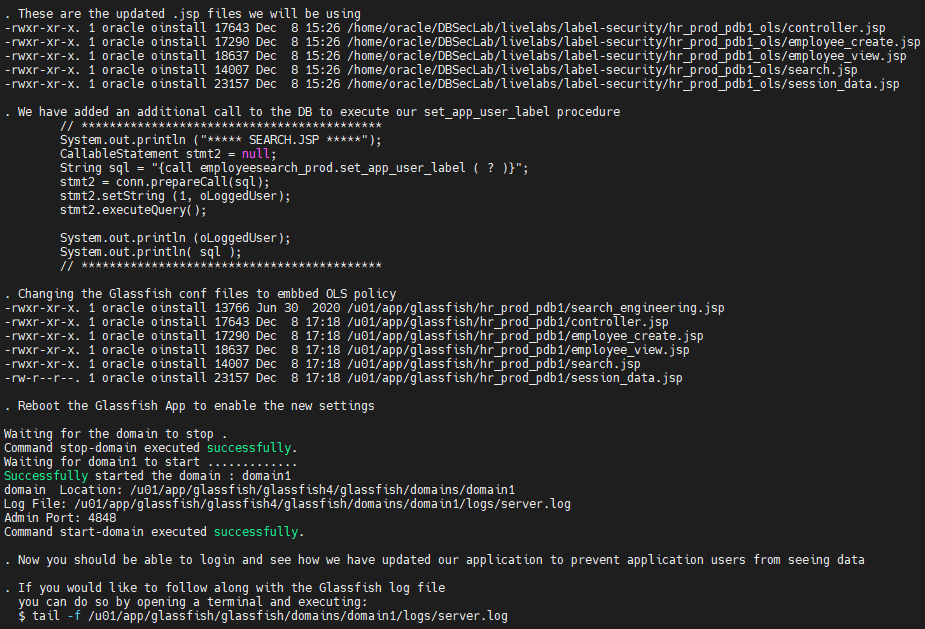 . These are the updated .jsp files we will be using
-rwxr-xr-x. 1 oracle oinstall 17643 Dec  8 15:26 /home/oracle/DBSecLab/livelabs/label-security/hr_prod_pdb1_ols/controller.jsp
-rwxr-xr-x. 1 oracle oinstall 17290 Dec  8 15:26 /home/oracle/DBSecLab/livelabs/label-security/hr_prod_pdb1_ols/employee_create.jsp
-rwxr-xr-x. 1 oracle oinstall 18637 Dec  8 15:26 /home/oracle/DBSecLab/livelabs/label-security/hr_prod_pdb1_ols/employee_view.jsp
-rwxr-xr-x. 1 oracle oinstall 14007 Dec  8 15:26 /home/oracle/DBSecLab/livelabs/label-security/hr_prod_pdb1_ols/search.jsp
-rwxr-xr-x. 1 oracle oinstall 23157 Dec  8 15:26 /home/oracle/DBSecLab/livelabs/label-security/hr_prod_pdb1_ols/session_data.jsp
. We have added an additional call to the DB to execute our set_app_user_label procedure
        // *******************************************
        System.out.println ("***** SEARCH.JSP *****");
        CallableStatement stmt2 = null;
        String sql = "{call employeesearch_prod.set_app_user_label ( ? )}";
        stmt2 = conn.prepareCall(sql);
        stmt2.setString (1, oLoggedUser);
        stmt2.executeQuery();
        System.out.println (oLoggedUser);
        System.out.println( sql );
        // *******************************************
. Changing the Glassfish conf files to embbed OLS policy
-rwxr-xr-x. 1 oracle oinstall 13766 Jun 30  2020 /u01/app/glassfish/hr_prod_pdb1/search_engineering.jsp
-rwxr-xr-x. 1 oracle oinstall 17643 Dec  8 17:18 /u01/app/glassfish/hr_prod_pdb1/controller.jsp
-rwxr-xr-x. 1 oracle oinstall 17290 Dec  8 17:18 /u01/app/glassfish/hr_prod_pdb1/employee_create.jsp
-rwxr-xr-x. 1 oracle oinstall 18637 Dec  8 17:18 /u01/app/glassfish/hr_prod_pdb1/employee_view.jsp
-rwxr-xr-x. 1 oracle oinstall 14007 Dec  8 17:18 /u01/app/glassfish/hr_prod_pdb1/search.jsp
-rw-r--r--. 1 oracle oinstall 23157 Dec  8 17:18 /u01/app/glassfish/hr_prod_pdb1/session_data.jsp
. Reboot the Glassfish App to enable the new settings
Waiting for the domain to stop .
Command stop-domain executed successfully.
Waiting for domain1 to start .............
Successfully started the domain : domain1
domain  Location: /u01/app/glassfish/glassfish4/glassfish/domains/domain1
Log File: /u01/app/glassfish/glassfish4/glassfish/domains/domain1/logs/server.log
Admin Port: 4848
Command start-domain executed successfully.
. Now you should be able to login and see how we have updated our application to prevent application users from seeing data
. If you would like to follow along with the Glassfish log file
  you can do so by opening a terminal and executing:
  $ tail -f /u01/app/glassfish/glassfish/domains/domain1/logs/server.log